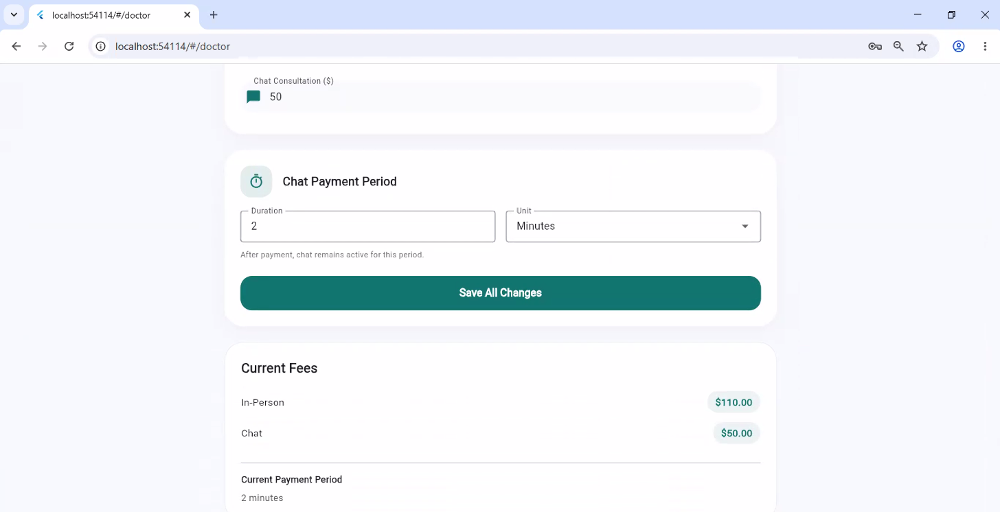 localhost:54114/#/doctor
localhost:54114/#/doctor
Chat Consultation ($)
50
Chat Payment Period
Duration
Unit
2
Minutes
After payment, chat remains active for this period.
Save All Changes
Current Fees
In-Person
$110.00
Chat
$50.00
Current Payment Period
2 minutes